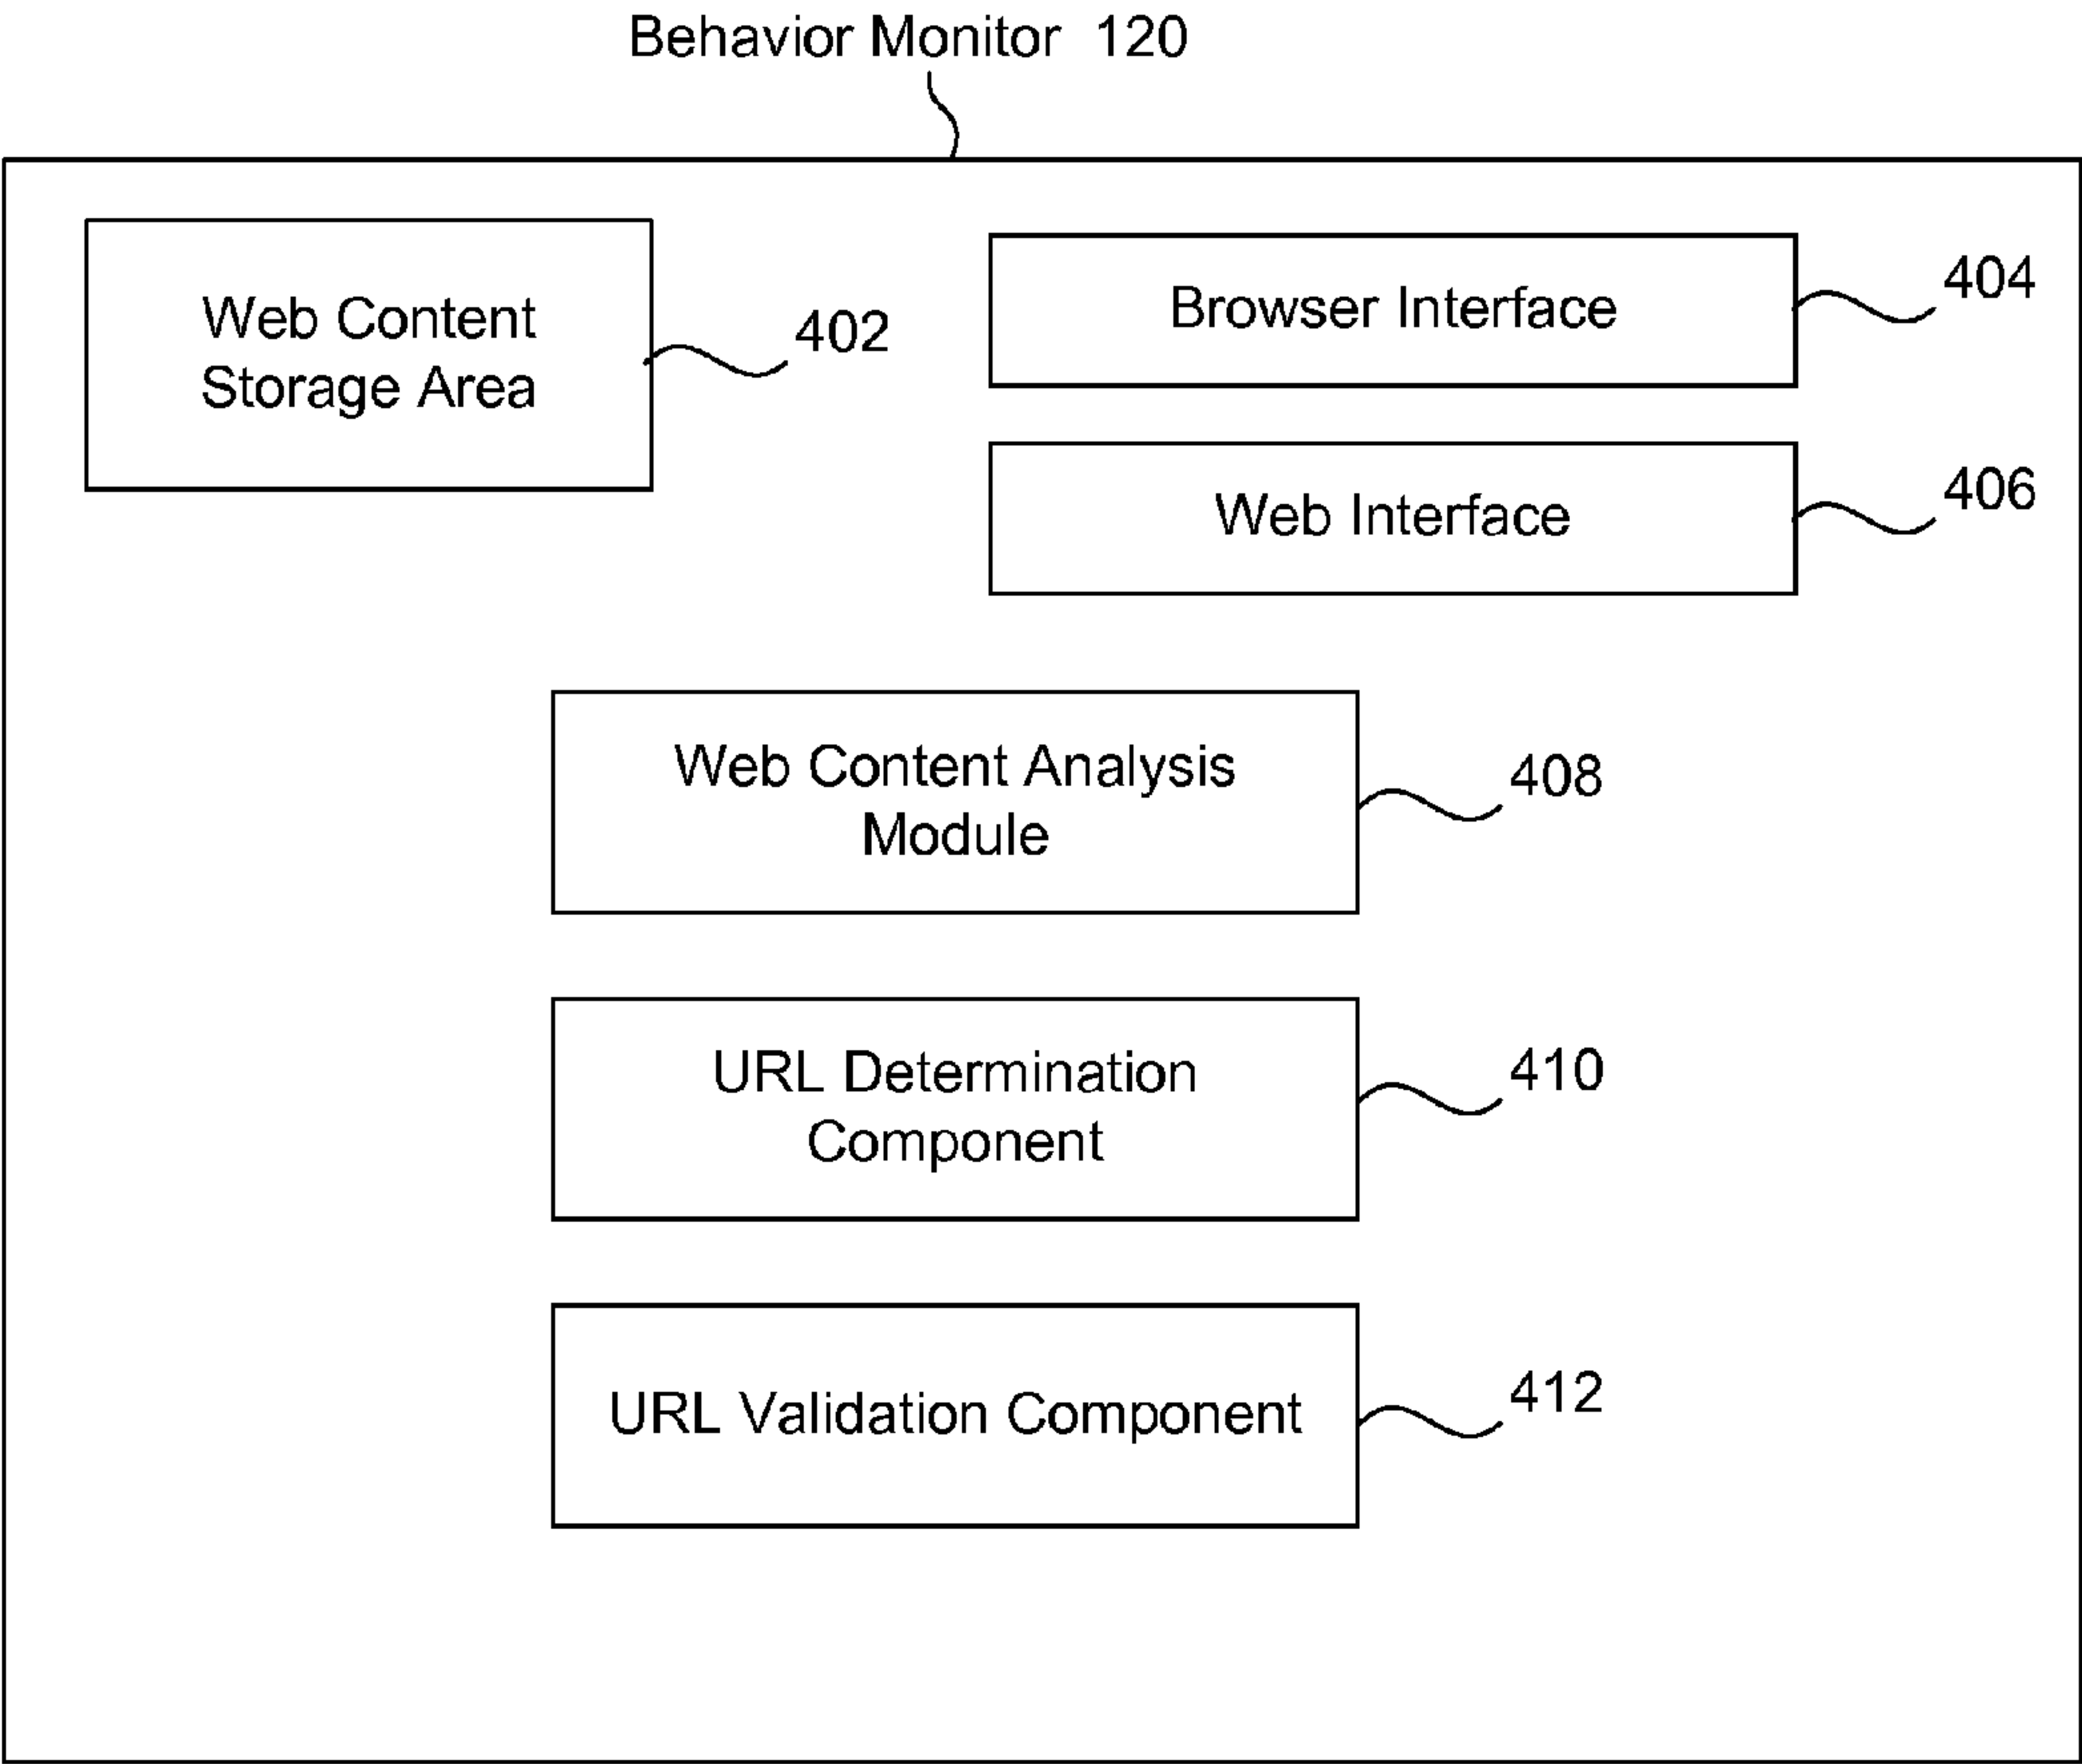 Behavior Monitor 120
Web Content
Storage Area
402
Browser Interface
404
Web Interface
406
Web Content Analysis
Module
408
URL Determination
Component
410
URL Validation Component
412